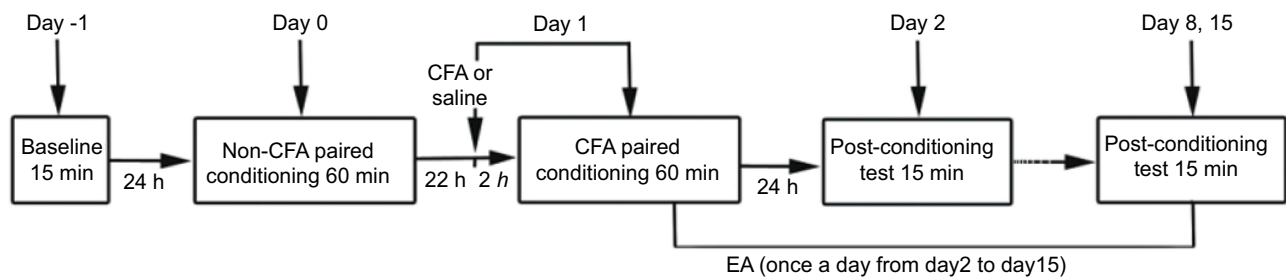 Day -1
Day 0
Day 1
Day 2
Day 8, 15
CFA or
saline
Baseline
15 min
24 h
Non-CFA paired
conditioning 60 min
22 h
2 h
CFA paired
conditioning 60 min
24 h
Post-conditioning
test 15 min
Post-conditioning
test 15 min
EA (once a day from day2 to day15)